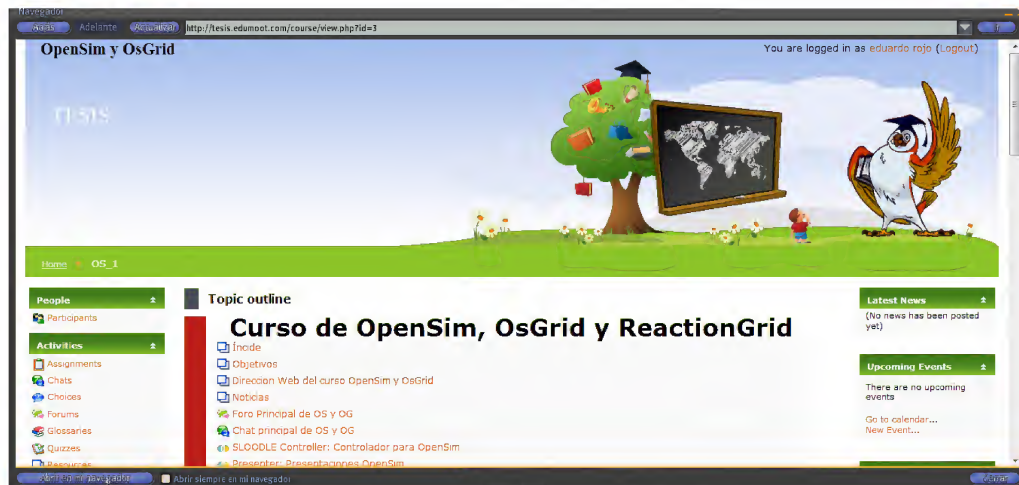 Navegador
Atrás Adelante Actualizar http://tesis.edumoot.com/course/view.php?id=3 Ir
OpenSim y OsGrid
You are logged in as eduardo rojo (Logout)
TESIS
Home OS_1
People
Participants
Activities
Assignments
Chats
Choices
Forums
Glossaries
Quizzes
Resources
Topic outline
Curso de OpenSim, OsGrid y ReactionGrid
Íncide
Objetivos
Direccion Web del curso OpenSim y OsGrid
Noticias
Foro Principal de OS y OG
Chat principal de OS y OG
SLOODLE Controller: Controlador para OpenSim
Presenter: Presentaciones OpenSim
Latest News
(No news has been posted
yet)
Upcoming Events
There are no upcoming
events
Go to calendar...
New Event...
Abrir en mi navegador Abrir siempre en mi navegador Cerrar